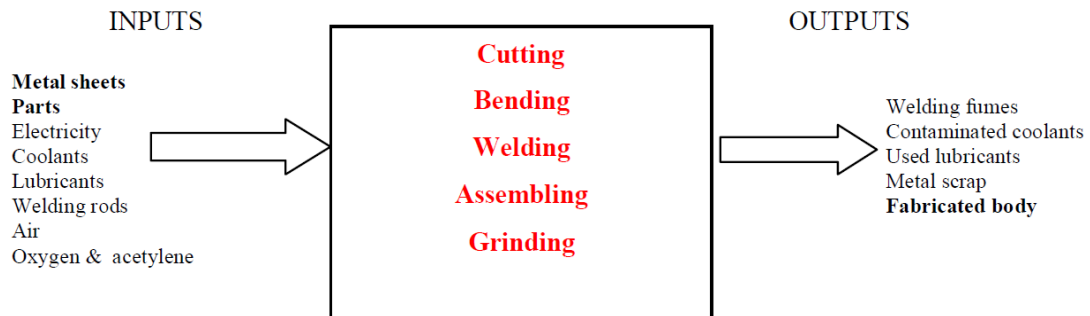 INPUTS
Metal sheets
Parts
Electricity
Coolants
Lubricants
Welding rods
Air
Oxygen & acetylene
Cutting
Bending
Welding
Assembling
Grinding
OUTPUTS
Welding fumes
Contaminated coolants
Used lubricants
Metal scrap
Fabricated body